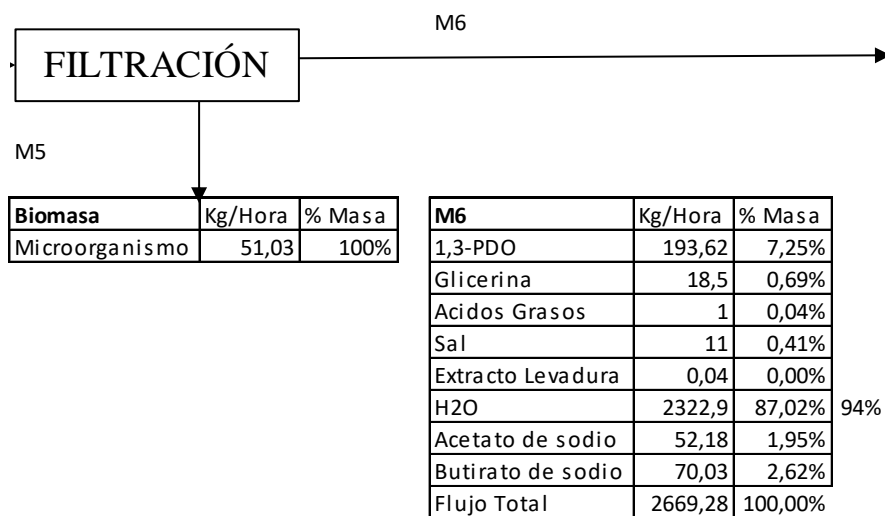 M6
FILTRACIÓN
M5
Biomasa Kg/Hora % Masa
Microorganismo 51,03 100%
M6 Kg/Hora % Masa
1,3-PDO 193,62 7,25%
Glicerina 18,5 0,69%
Acidos Grasos 1 0,04%
Sal 11 0,41%
Extracto Levadura 0,04 0,00%
H2O 2322,9 87,02% 94%
Acetato de sodio 52,18 1,95%
Butirato de sodio 70,03 2,62%
Flujo Total 2669,28 100,00%